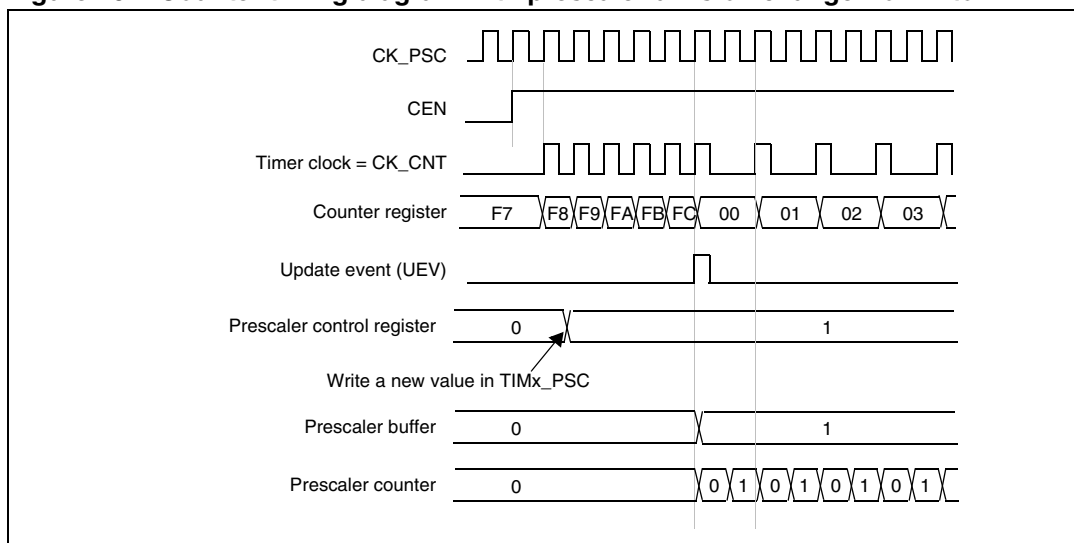 CK_PSC
CEN
Timer clock = CK_CNT
Counter register F7 F8 F9 FA FB FC 00 01 02 03
Update event (UEV)
Prescaler control register 0 1
Write a new value in TIMx_PSC
Prescaler buffer 0 1
Prescaler counter 0 0 1 0 1 0 1 0 1